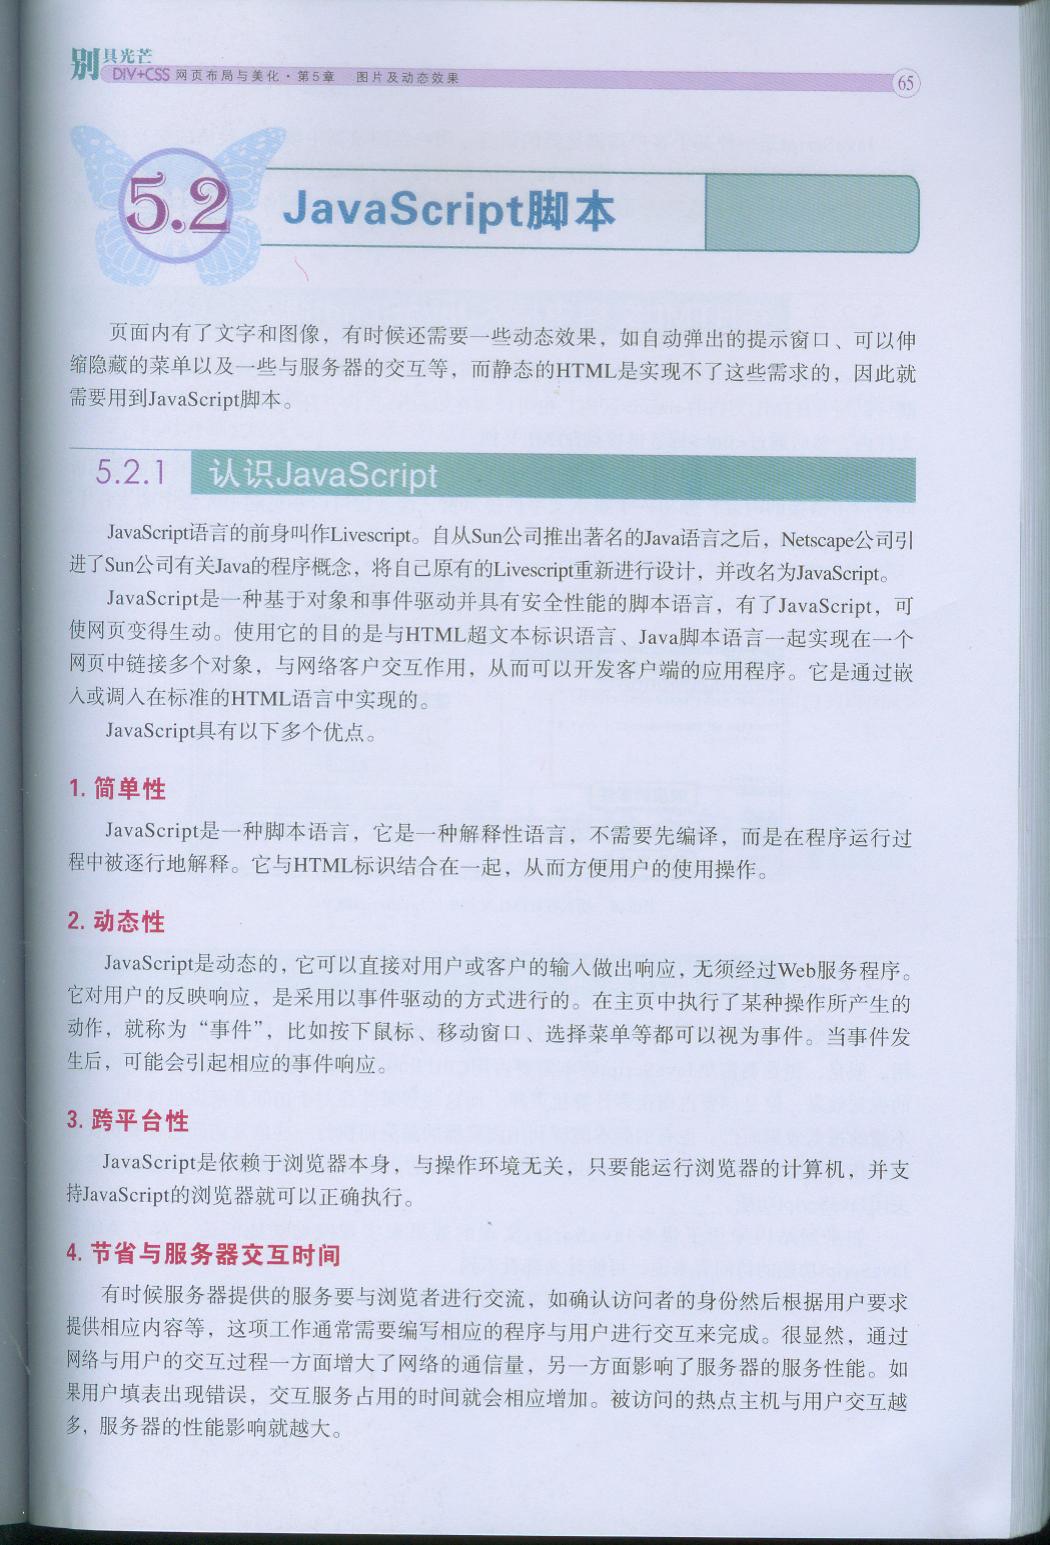 别具光芒
DIV+CSS 网页布局与美化·第5章 图片及动态效果
65
5.2 JavaScript脚本
页面内有了文字和图像，有时候还需要一些动态效果，如自动弹出的提示窗口、可以伸
缩隐藏的菜单以及一些与服务器的交互等，而静态的HTML是实现不了这些需求的，因此就
需要用到JavaScript脚本。
5.2.1 认识JavaScript
JavaScript语言的前身叫作Livescript。自从Sun公司推出著名的Java语言之后，Netscape公司引
进了Sun公司有关Java的程序概念，将自己原有的Livescript重新进行设计，并改名为JavaScript。
JavaScript是一种基于对象和事件驱动并具有安全性能的脚本语言，有了JavaScript，可
使网页变得生动。使用它的目的是与HTML超文本标识语言、Java脚本语言一起实现在一个
网页中链接多个对象，与网络客户交互作用，从而可以开发客户端的应用程序。它是通过嵌
入或调入在标准的HTML语言中实现的。
JavaScript具有以下多个优点。
1. 简单性
JavaScript是一种脚本语言，它是一种解释性语言，不需要先编译，而是在程序运行过
程中被逐行地解释。它与HTML标识结合在一起，从而方便用户的使用操作。
2. 动态性
JavaScript是动态的，它可以直接对用户或客户的输入做出响应，无须经过Web服务程序。
它对用户的反映响应，是采用以事件驱动的方式进行的。在主页中执行了某种操作所产生的
动作，就称为“事件”，比如按下鼠标、移动窗口、选择菜单等都可以视为事件。当事件发
生后，可能会引起相应的事件响应。
3. 跨平台性
JavaScript是依赖于浏览器本身，与操作环境无关，只要能运行浏览器的计算机，并支
持JavaScript的浏览器就可以正确执行。
4. 节省与服务器交互时间
有时候服务器提供的服务要与浏览者进行交流，如确认访问者的身份然后根据用户要求
提供相应内容等，这项工作通常需要编写相应的程序与用户进行交互来完成。很显然，通过
网络与用户的交互过程一方面增大了网络的通信量，另一方面影响了服务器的服务性能。如
果用户填表出现错误，交互服务占用的时间就会相应增加。被访问的热点主机与用户交互越
多，服务器的性能影响就越大。